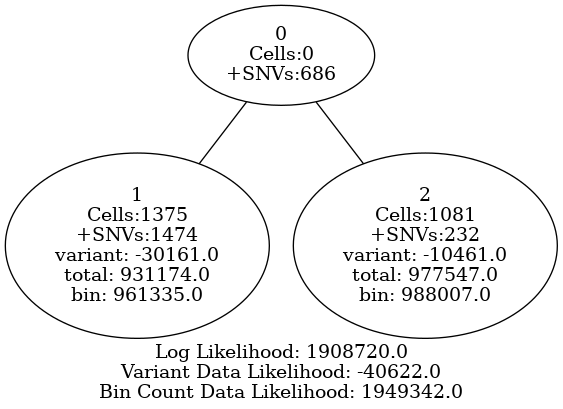 0
Cells:0
+SNVs:686
1
Cells:1375
+SNVs:1474
variant: -30161.0
total: 931174.0
bin: 961335.0
2
Cells:1081
+SNVs:232
variant: -10461.0
total: 977547.0
bin: 988007.0
Log Likelihood: 1908720.0
Variant Data Likelihood: -40622.0
Bin Count Data Likelihood: 1949342.0